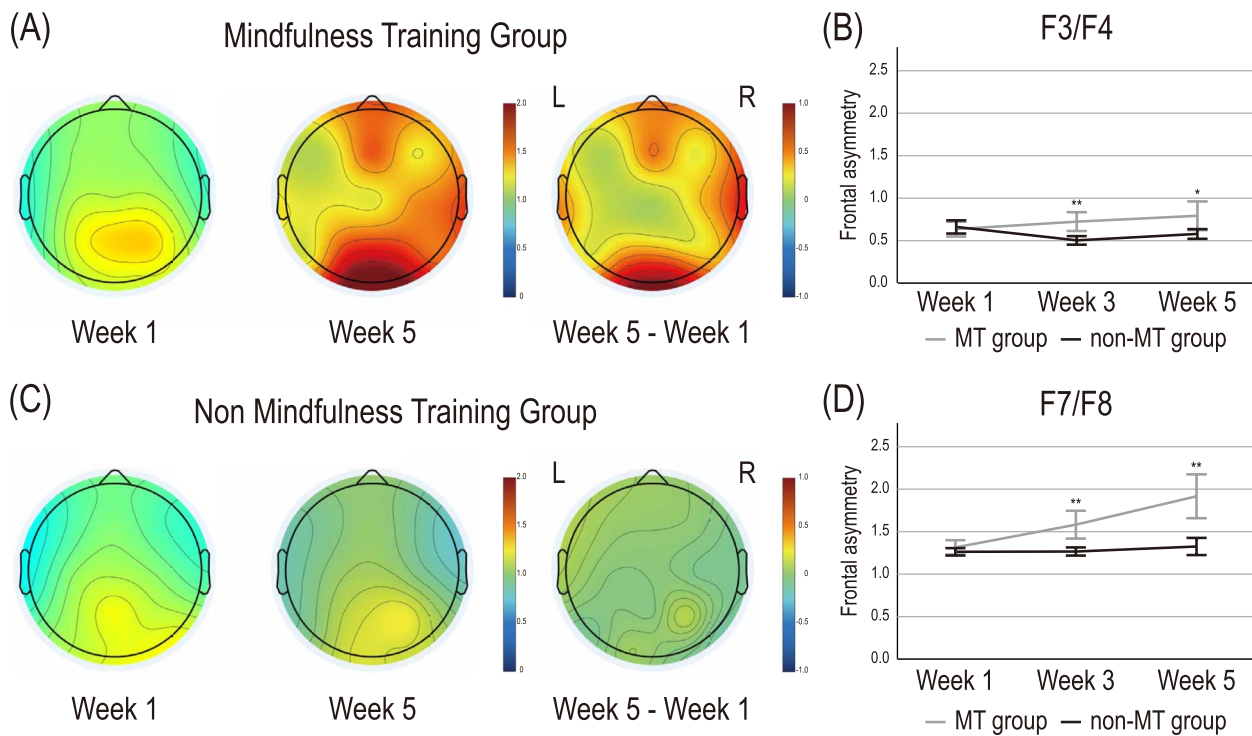 (A)
Mindfulness Training Group
L
R
2.0
1.5
1.0
0.5
0
1.0
0.5
0
-0.5
-1.0
Week 1
Week 5
Week 5 - Week 1
(B)
F3/F4
Frontal asymmetry
2.5
2.0
1.5
1.0
0.5
0.0
**
*
Week 1
Week 3
Week 5
MT group
non-MT group
(C)
Non Mindfulness Training Group
L
R
2.0
1.5
1.0
0.5
0
1.0
0.5
0
-0.5
-1.0
Week 1
Week 5
Week 5 - Week 1
(D)
F7/F8
Frontal asymmetry
2.5
2.0
1.5
1.0
0.5
0.0
**
**
Week 1
Week 3
Week 5
MT group
non-MT group